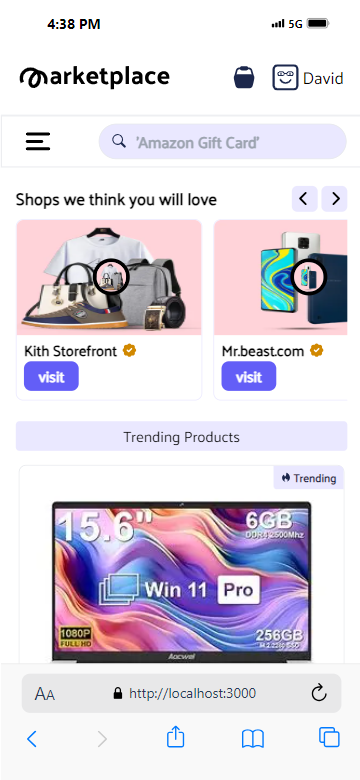 4:38 PM
5G
marketplace
David
'Amazon Gift Card'
Shops we think you will love
Kith Storefront
visit
Mr.beast.com
visit
Trending Products
Trending
15.6"
6GB
DDR4 2500Mhz
Win 11 Pro
1080P
FULL HD
256GB
M.2 2280 SSD
Aocwei
AA
http://localhost:3000